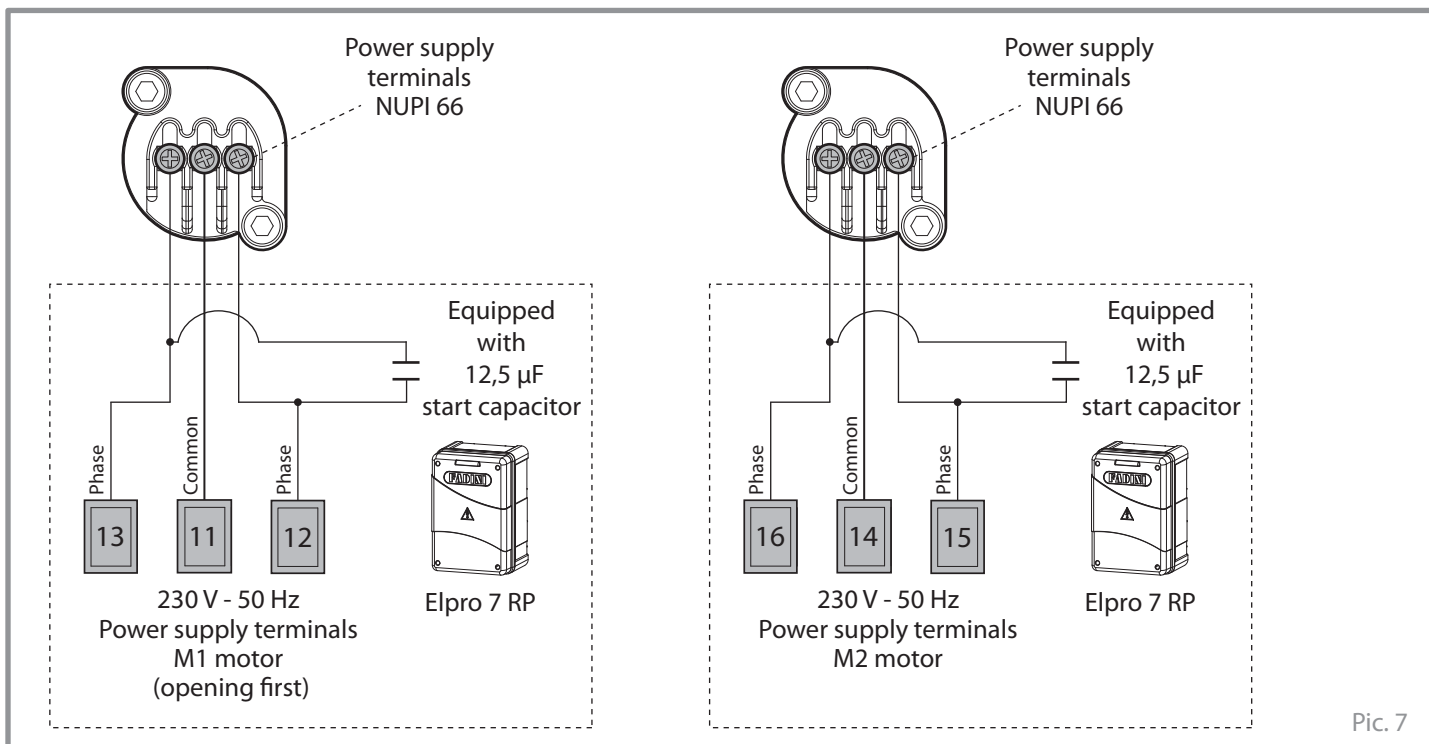 Power supply
terminals
NUPI 66
Equipped
with
12,5 µF
start capacitor
Phase
Common
Phase
13
11
12
FADINI
230 V - 50 Hz
Power supply terminals
M1 motor
(opening first)
Elpro 7 RP
Power supply
terminals
NUPI 66
Equipped
with
12,5 µF
start capacitor
Phase
Common
Phase
16
14
15
FADINI
230 V - 50 Hz
Power supply terminals
M2 motor
Elpro 7 RP
Pic. 7